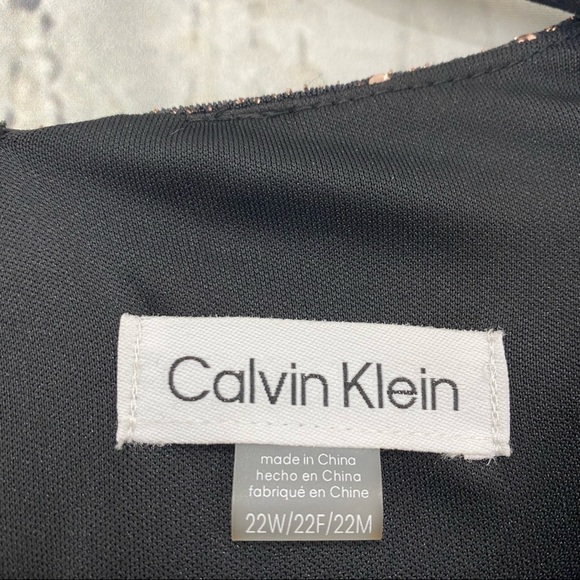 Calvin Klein
made in China
hecho en China
fabriqué en Chine
22W/22F/22M